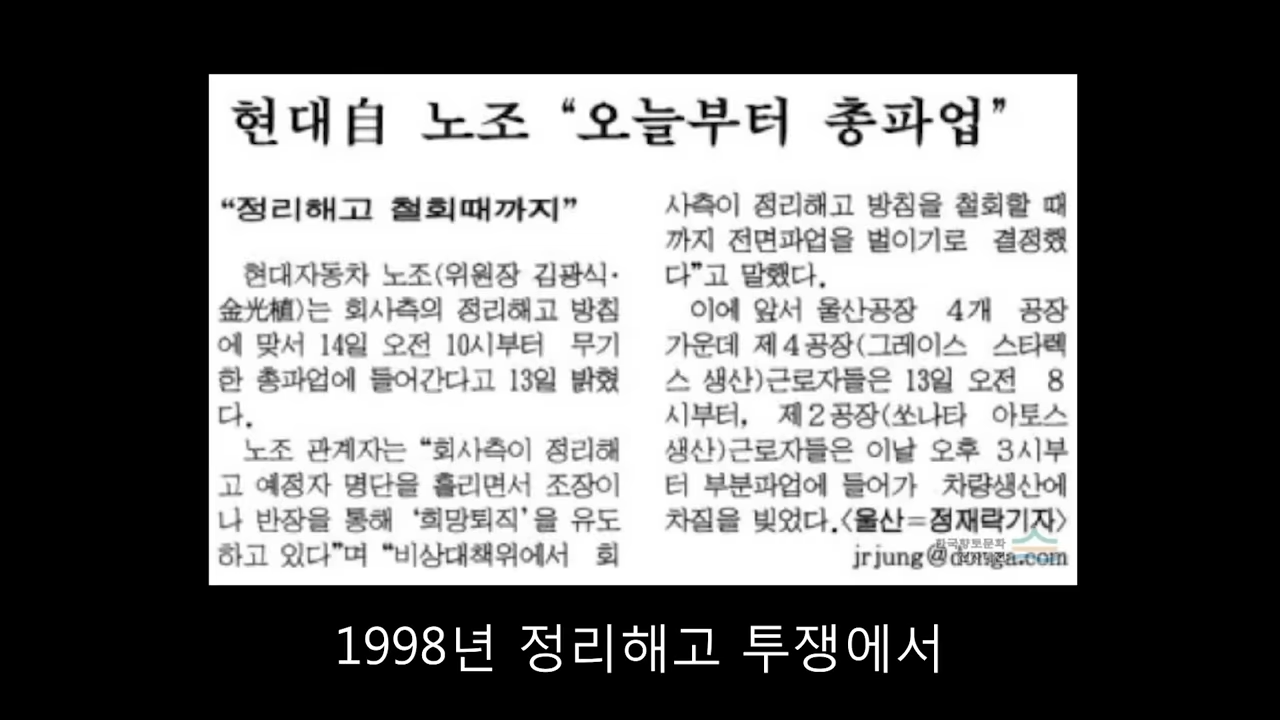 현대自 노조 “오늘부터 총파업”
“정리해고 철회때까지”
현대자동차 노조(위원장 김광식·
金光植)는 회사측의 정리해고 방침
에 맞서 14일 오전 10시부터 무기
한 총파업에 들어간다고 13일 밝혔
다.
노조 관계자는 “회사측이 정리해
고 예정자 명단을 흘리면서 조장이
나 반장을 통해 ‘희망퇴직’을 유도
하고 있다”며 “비상대책위에서 회
사측이 정리해고 방침을 철회할 때
까지 전면파업을 벌이기로 결정했
다”고 말했다.
이에 앞서 울산공장 4개 공장
가운데 제4공장(그레이스 스타렉
스 생산)근로자들은 13일 오전 8
시부터, 제2공장(쏘나타 아토스
생산)근로자들은 이날 오후 3시부
터 부분파업에 들어가 차량생산에
차질을 빚었다.〈울산=정재락기자〉
jrjung@donga.com
한국향토문화
1998년 정리해고 투쟁에서